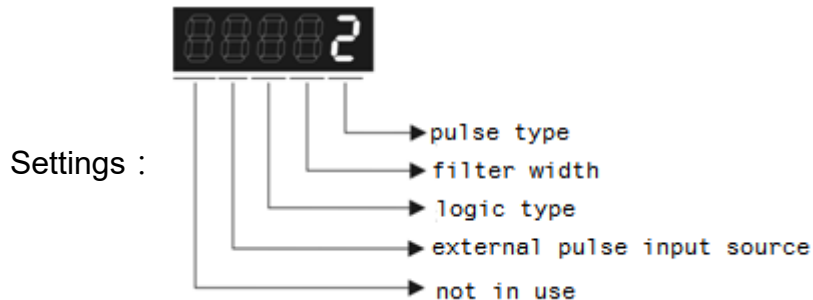 2
pulse type
filter width
Settings：
logic type
external pulse input source
not in use